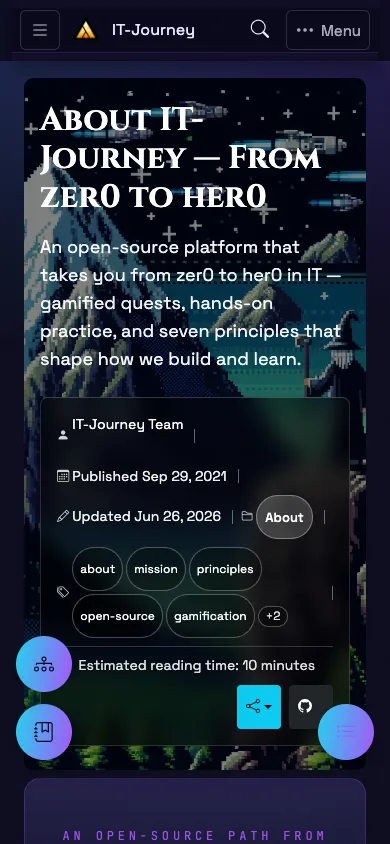 IT-Journey
Menu
About IT-
Journey — From
zer0 to her0
An open-source platform that
takes you from zer0 to her0 in IT —
gamified quests, hands-on
practice, and seven principles that
shape how we build and learn.
IT-Journey Team
Published Sep 29, 2021
Updated Jun 26, 2026
About
about
mission
principles
open-source
gamification
+2
Estimated reading time: 10 minutes
AN OPEN-SOURCE PATH FROM